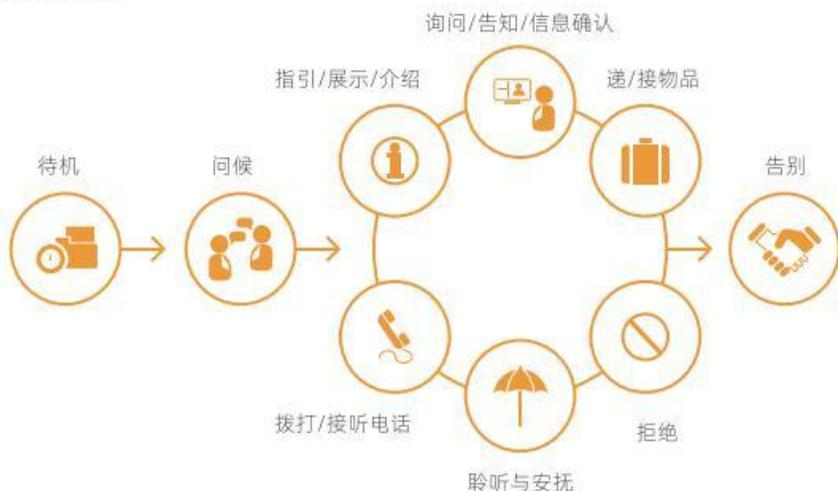 询问/告知/信息确认
指引/展示/介绍
递/接物品
待机
问候
告别
拨打/接听电话
拒绝
聆听与安抚